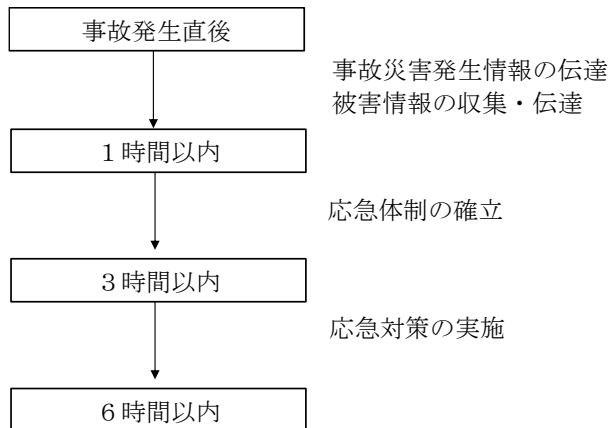 事故発生直後
事故災害発生情報の伝達
被害情報の収集・伝達
１時間以内
応急体制の確立
３時間以内
応急対策の実施
６時間以内